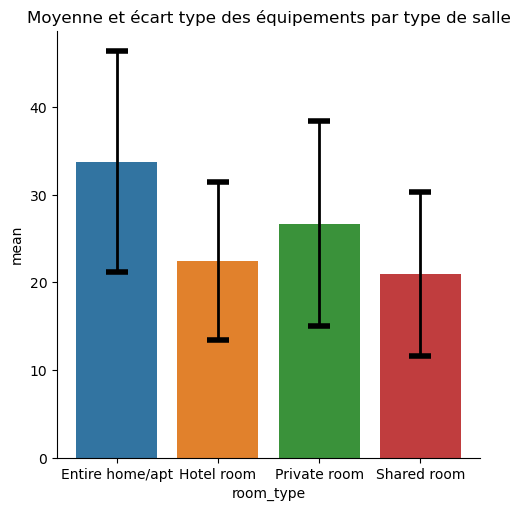 Moyenne et écart type des équipements par type de salle
40
30
20
10
0
mean
Entire home/apt Hotel room Private room Shared room
room_type